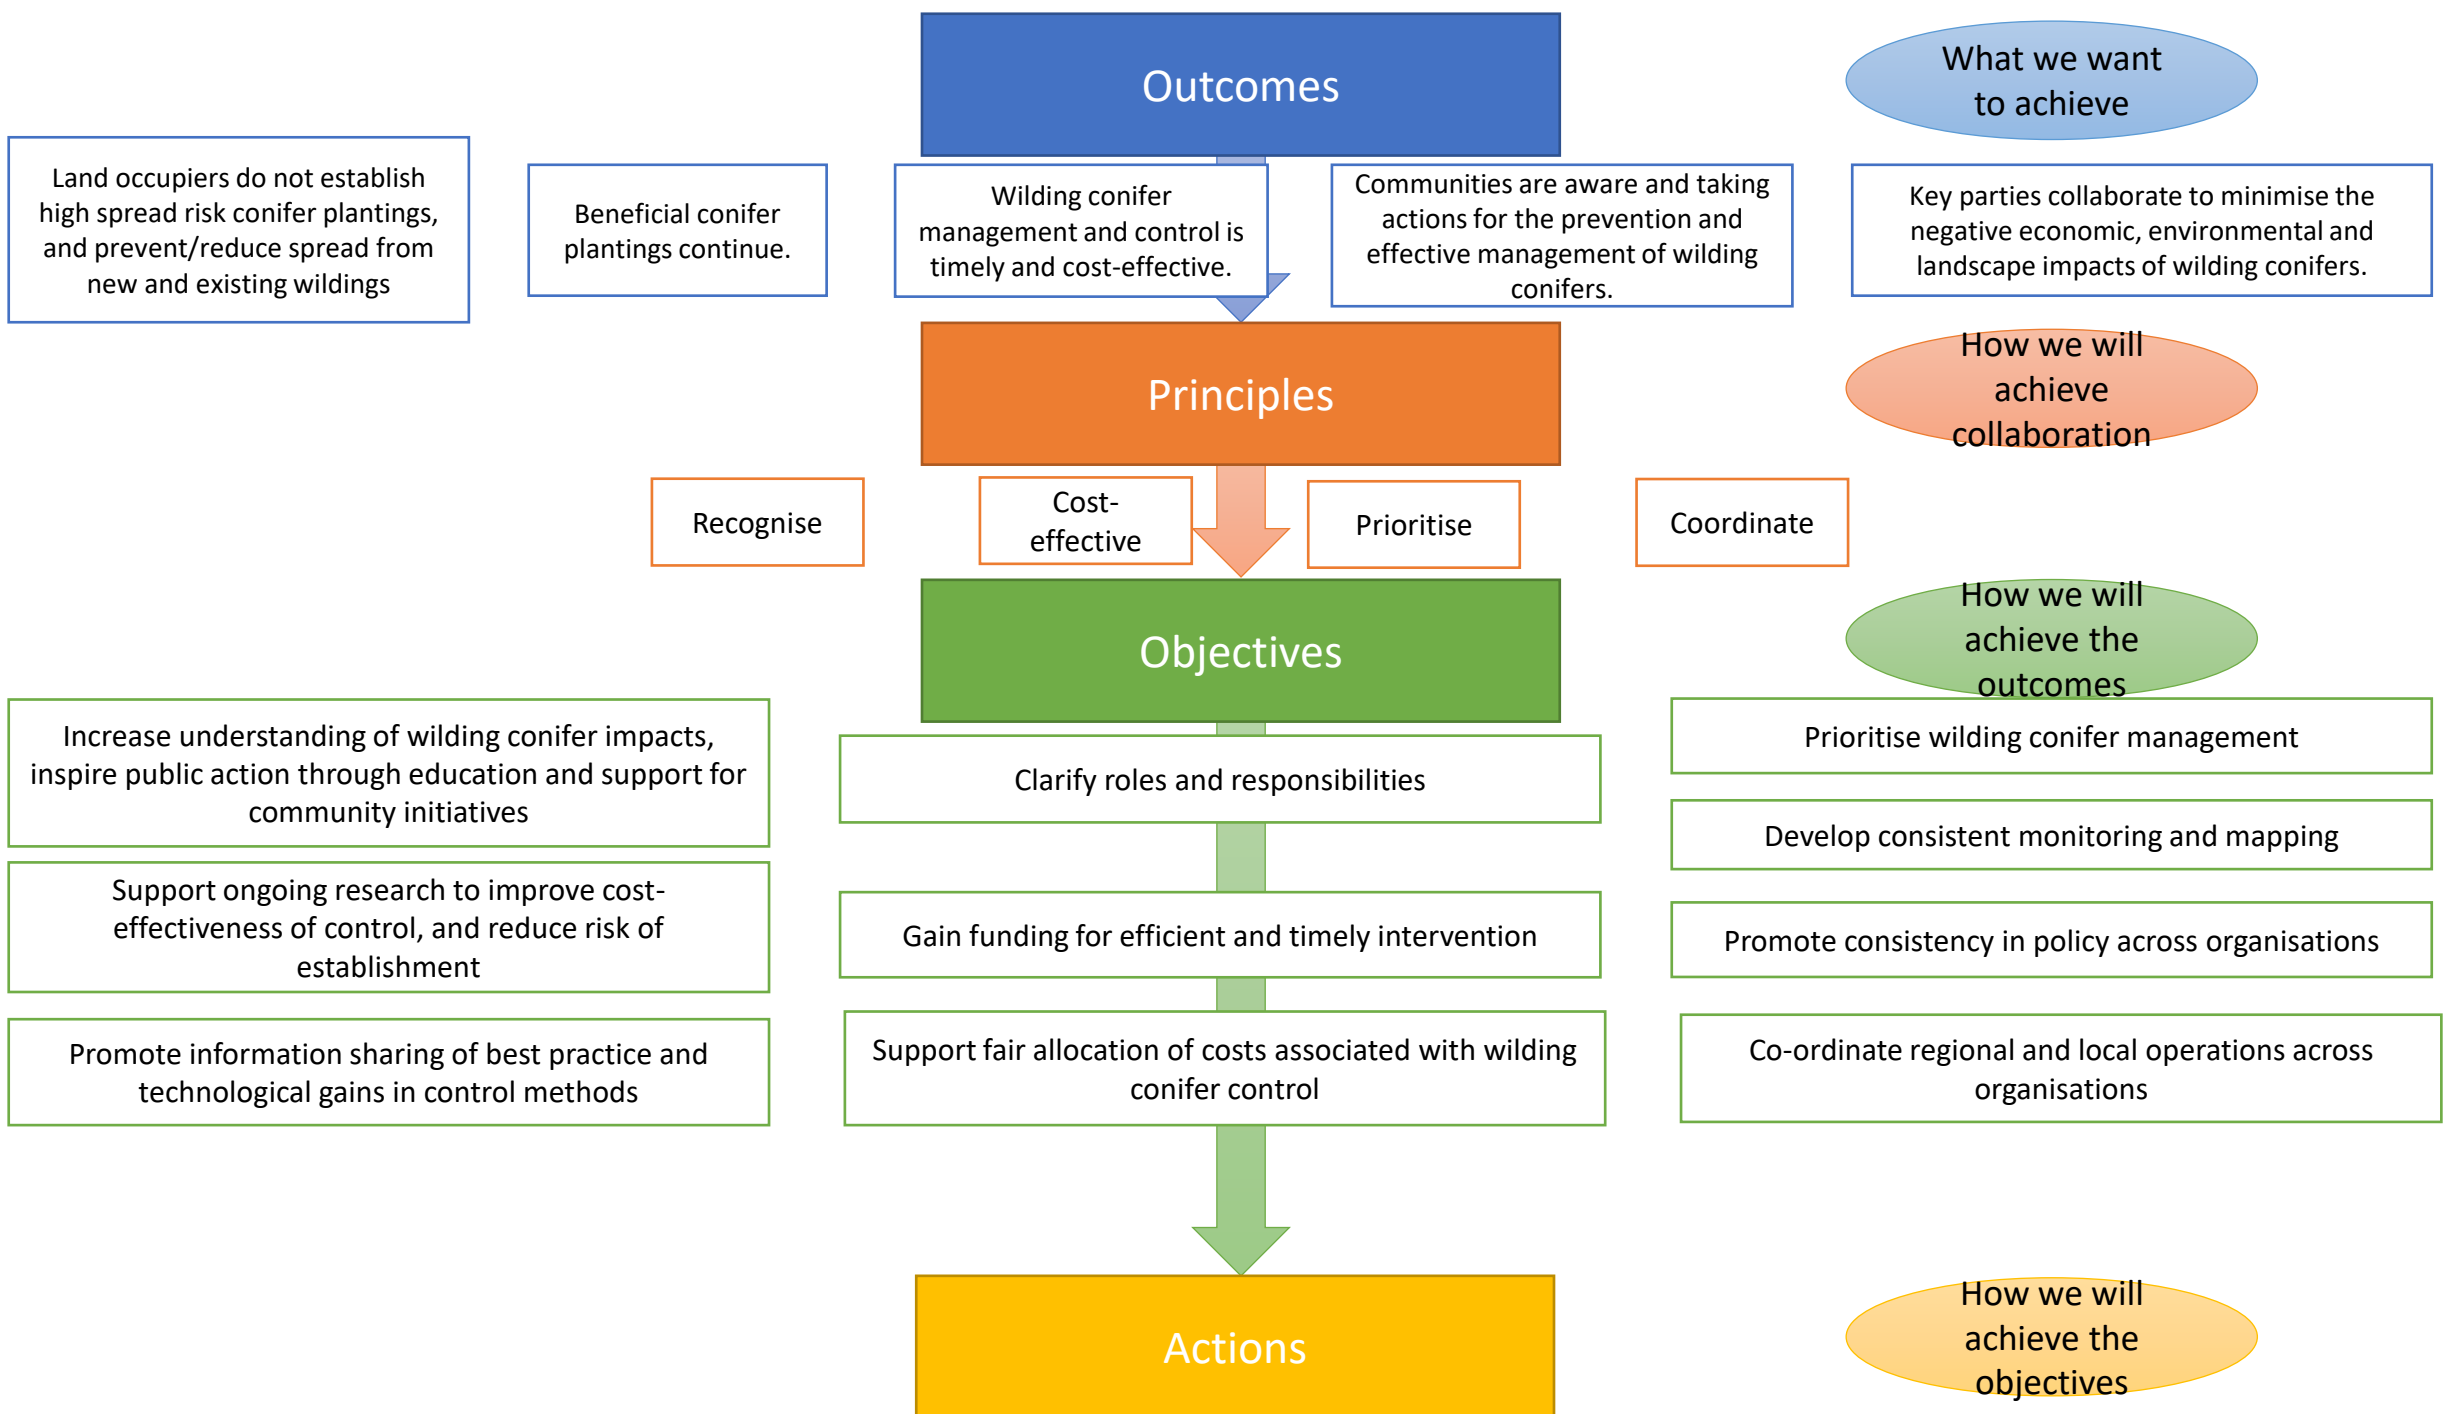 Outcomes
What we want
to achieve
Land occupiers do not establish
high spread risk conifer plantings,
and prevent/reduce spread from
new and existing wildings
Beneficial conifer
plantings continue.
Wilding conifer
management and control is
timely and cost-effective.
Communities are aware and taking
actions for the prevention and
effective management of wilding
conifers.
Key parties collaborate to minimise the
negative economic, environmental and
landscape impacts of wilding conifers.
Principles
How we will
achieve
collaboration
Recognise
Cost-
effective
Prioritise
Coordinate
Objectives
How we will
achieve the
outcomes
Increase understanding of wilding conifer impacts,
inspire public action through education and support for
community initiatives
Clarify roles and responsibilities
Prioritise wilding conifer management
Develop consistent monitoring and mapping
Support ongoing research to improve cost-
effectiveness of control, and reduce risk of
establishment
Gain funding for efficient and timely intervention
Promote consistency in policy across organisations
Promote information sharing of best practice and
technological gains in control methods
Support fair allocation of costs associated with wilding
conifer control
Co-ordinate regional and local operations across
organisations
Actions
How we will
achieve the
objectives